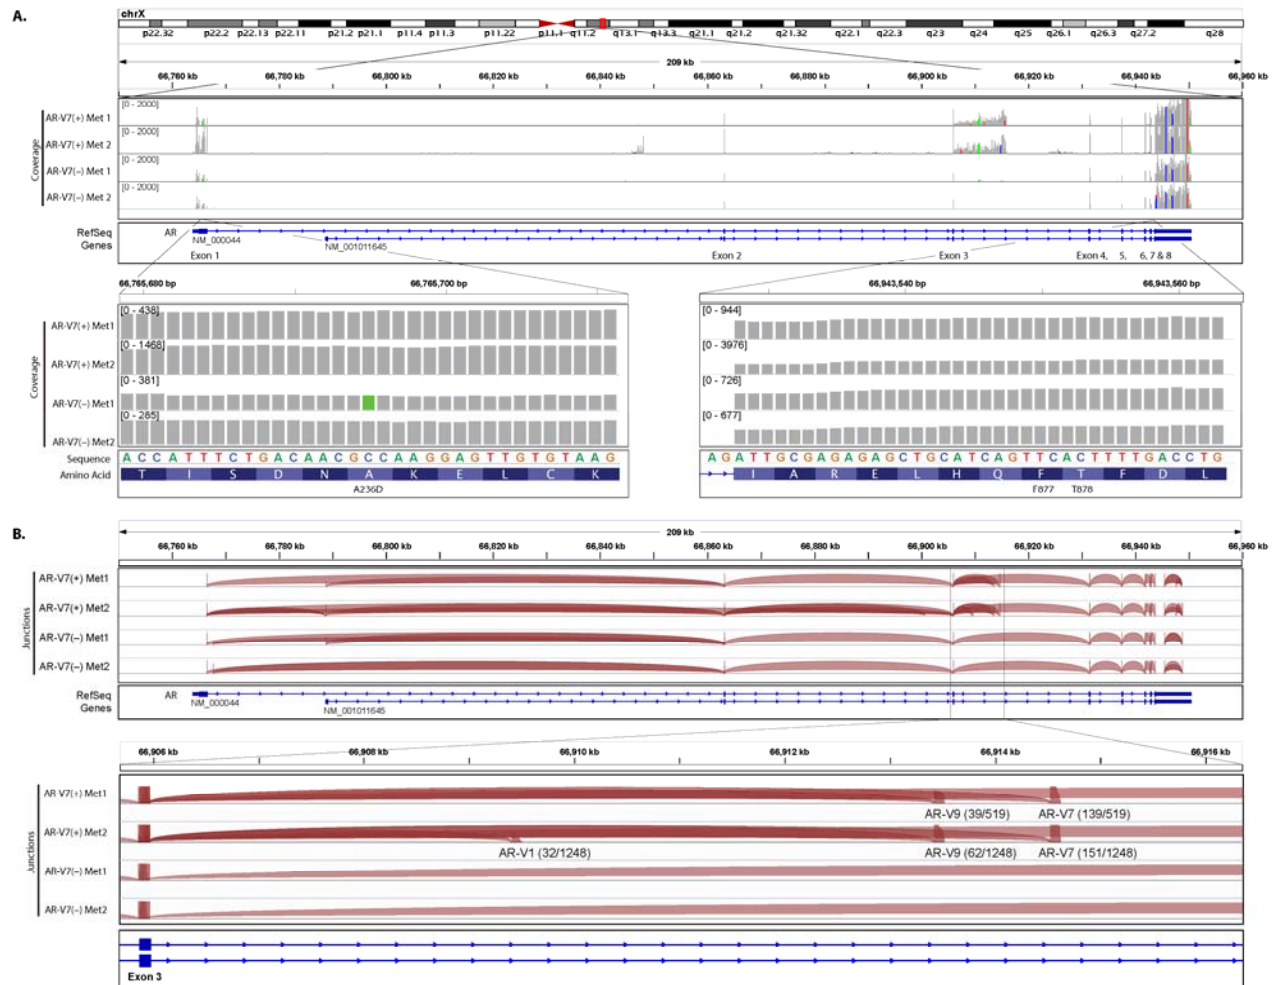 A.
chrX
p22.32 p22.2 p22.13 p22.11 p21.2 p21.1 p11.4 p11.3 p11.22 p11.1 q11.2 q13.1 q13.3 q21.1 q21.2 q21.32 q22.1 q22.3 q23 q24 q25 q26.1 q26.3 q27.2 q28
209 kb
66,760 kb 66,780 kb 66,800 kb 66,820 kb 66,840 kb 66,860 kb 66,880 kb 66,900 kb 66,920 kb 66,940 kb 66,960 kb
Coverage
[0 - 2000]
AR-V7(+) Met 1
[0 - 2000]
AR-V7(+) Met 2
[0 - 2000]
AR-V7(−) Met 1
[0 - 2000]
AR-V7(−) Met 2
RefSeq Genes
AR
NM_000044
NM_001011645
Exon 1 Exon 2 Exon 3 Exon 4, 5, 6, 7 & 8
66,765,680 bp 66,765,700 bp
Coverage
[0 - 438]
AR-V7(+) Met1
[0 - 1468]
AR-V7(+) Met2
[0 - 381]
AR-V7(−) Met1
[0 - 285]
AR-V7(−) Met2
Sequence A C C A T T T C T G A C A A C G C C A A G G A G T T G T G T A A G
Amino Acid T I S D N A K E L C K
A236D
66,943,540 bp 66,943,560 bp
[0 - 944]
[0 - 3976]
[0 - 726]
[0 - 677]
A G A T T G C G A G A G A G C T G C A T C A G T T C A C T T T T G A C C T G
I A R E L H Q F T F D L
F877 T878
B.
209 kb
66,760 kb 66,780 kb 66,800 kb 66,820 kb 66,840 kb 66,860 kb 66,880 kb 66,900 kb 66,920 kb 66,940 kb 66,960 kb
Junctions
AR-V7(+) Met1
AR-V7(+) Met2
AR-V7(−) Met1
AR-V7(−) Met2
RefSeq Genes
AR
NM_000044
NM_001011645
66,906 kb 66,908 kb 66,910 kb 66,912 kb 66,914 kb 66,916 kb
Junctions
AR-V7(+) Met1
AR-V9 (39/519) AR-V7 (139/519)
AR-V7(+) Met2
AR-V1 (32/1248) AR-V9 (62/1248) AR-V7 (151/1248)
AR-V7(−) Met1
AR-V7(−) Met2
Exon 3